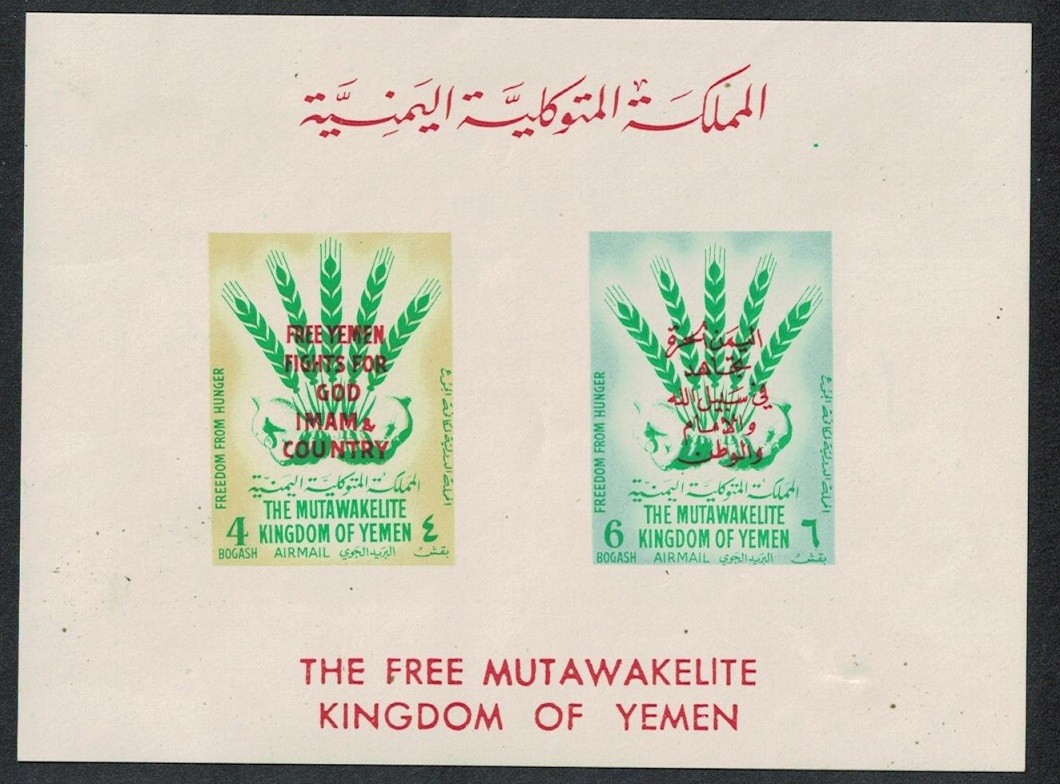 المملكة المتوكلية اليمنية
FREE YEMEN
FIGHTS FOR
GOD
IMAM &
COUNTRY
FREEDOM FROM HUNGER
المملكة المتوكلية اليمنية
THE MUTAWAKELITE
KINGDOM OF YEMEN
4 ٤
BOGASH AIRMAIL البريد الجوي بقش
اليمن الحرة
تجاهد
في سبيل الله
والإمام
والوطن
FREEDOM FROM HUNGER
المملكة المتوكلية اليمنية
THE MUTAWAKELITE
KINGDOM OF YEMEN
6 ٦
BOGASH AIRMAIL البريد الجوي بقش
THE FREE MUTAWAKELITE
KINGDOM OF YEMEN